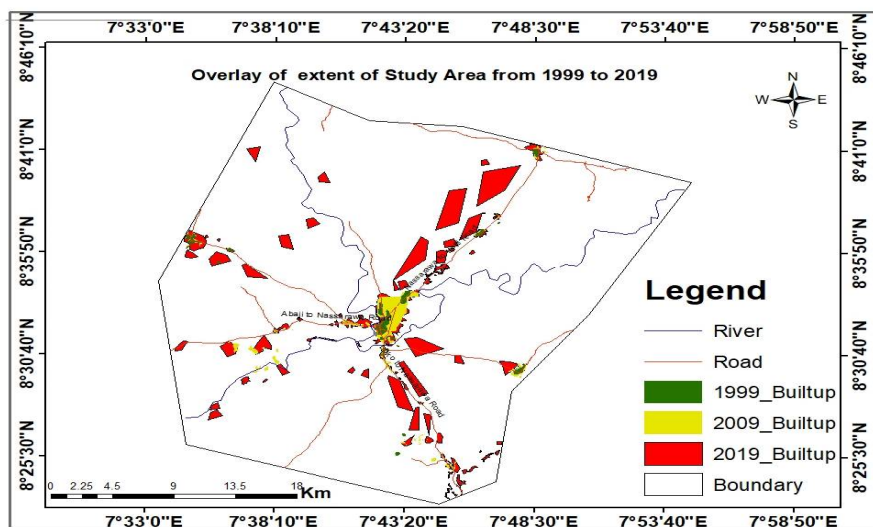 7°33'0"E 7°38'10"E 7°43'20"E 7°48'30"E 7°53'40"E 7°58'50"E
8°46'10"N 8°46'10"N
Overlay of extent of Study Area from 1999 to 2019
N
W E
S
8°41'0"N 8°41'0"N
8°35'50"N 8°35'50"N
Abaji to Nassarawa Road
8°30'40"N 8°30'40"N
Road
8°25'30"N 8°25'30"N
Legend
River
Road
1999_Builtup
2009_Builtup
2019_Builtup
Boundary
0 2.25 4.5 9 13.5 18
Km
7°33'0"E 7°38'10"E 7°43'20"E 7°48'30"E 7°53'40"E 7°58'50"E